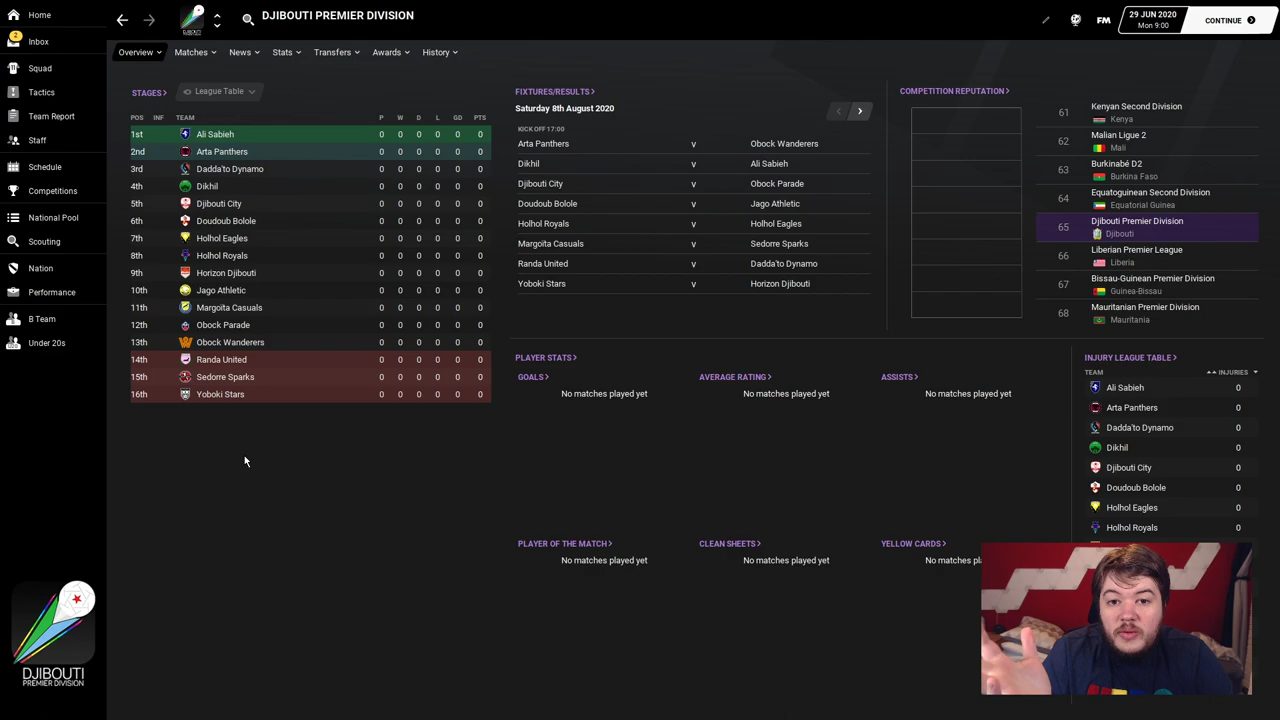 Home
Inbox
2
Squad
Tactics
Team Report
Staff
Schedule
Competitions
National Pool
Scouting
Nation
Performance
B Team
Under 20s
DJIBOUTI
PREMIER DIVISION
DJIBOUTI PREMIER DIVISION
FM
29 JUN 2020
Mon 9:00
CONTINUE
Overview Matches News Stats Transfers Awards History
STAGES League Table
POS INF TEAM P W D L GD PTS
1st Ali Sabieh 0 0 0 0 0 0
2nd Arta Panthers 0 0 0 0 0 0
3rd Dadda'to Dynamo 0 0 0 0 0 0
4th Dikhil 0 0 0 0 0 0
5th Djibouti City 0 0 0 0 0 0
6th Doudoub Bolole 0 0 0 0 0 0
7th Holhol Eagles 0 0 0 0 0 0
8th Holhol Royals 0 0 0 0 0 0
9th Horizon Djibouti 0 0 0 0 0 0
10th Jago Athletic 0 0 0 0 0 0
11th Margoïta Casuals 0 0 0 0 0 0
12th Obock Parade 0 0 0 0 0 0
13th Obock Wanderers 0 0 0 0 0 0
14th Randa United 0 0 0 0 0 0
15th Sedorre Sparks 0 0 0 0 0 0
16th Yoboki Stars 0 0 0 0 0 0
FIXTURES/RESULTS
Saturday 8th August 2020
KICK OFF 17:00
Arta Panthers v Obock Wanderers
Dikhil v Ali Sabieh
Djibouti City v Obock Parade
Doudoub Bolole v Jago Athletic
Holhol Royals v Holhol Eagles
Margoïta Casuals v Sedorre Sparks
Randa United v Dadda'to Dynamo
Yoboki Stars v Horizon Djibouti
COMPETITION REPUTATION
61 Kenyan Second Division
Kenya
62 Malian Ligue 2
Mali
63 Burkinabé D2
Burkina Faso
64 Equatoguinean Second Division
Equatorial Guinea
65 Djibouti Premier Division
Djibouti
66 Liberian Premier League
Liberia
67 Bissau-Guinean Premier Division
Guinea-Bissau
68 Mauritanian Premier Division
Mauritania
PLAYER STATS
GOALS AVERAGE RATING ASSISTS
No matches played yet No matches played yet No matches played yet
PLAYER OF THE MATCH CLEAN SHEETS YELLOW CARDS
No matches played yet No matches played yet No matches pla
INJURY LEAGUE TABLE
TEAM INJURIES
Ali Sabieh 0
Arta Panthers 0
Dadda'to Dynamo 0
Dikhil 0
Djibouti City 0
Doudoub Bolole 0
Holhol Eagles 0
Holhol Royals 0